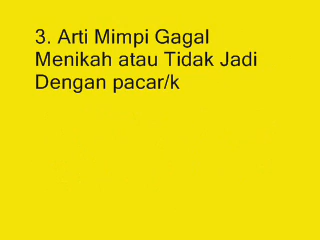 3. Arti Mimpi Gagal
Menikah atau Tidak Jadi
Dengan pacar/k